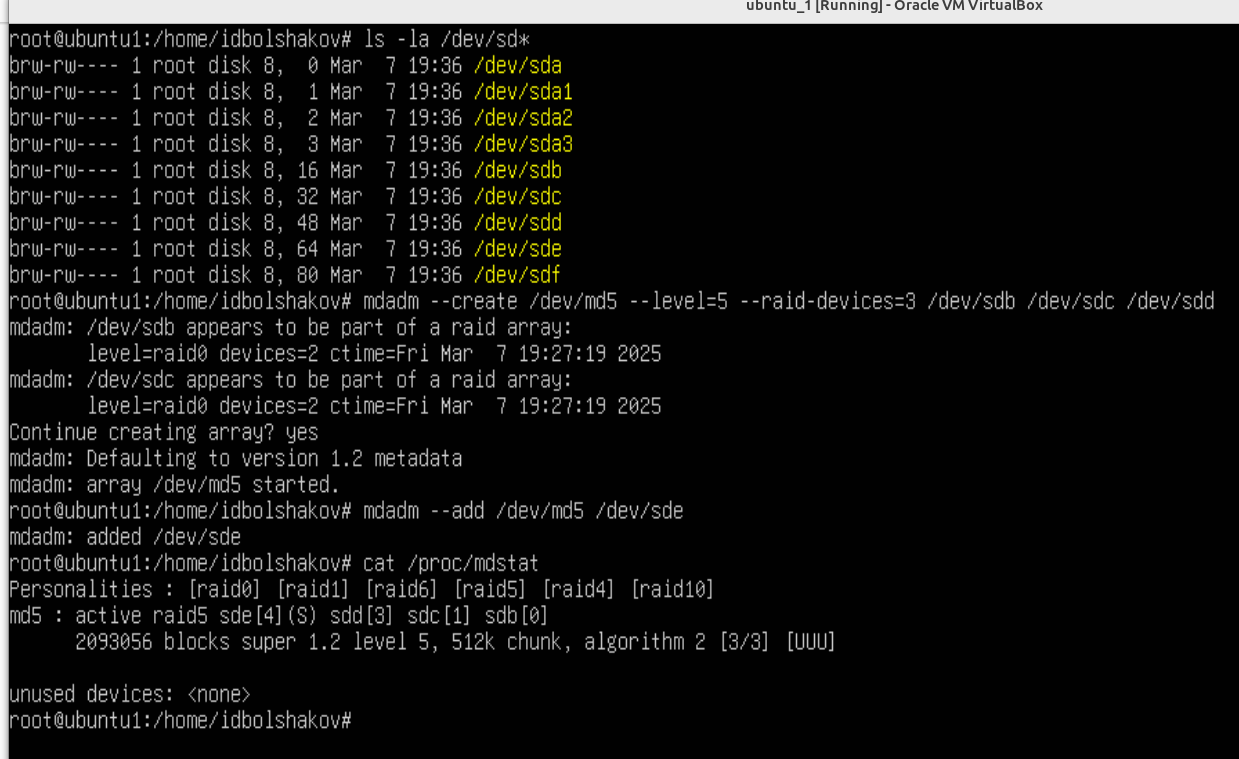 ubuntu_1 [Running] - Oracle VM VirtualBox
root@ubuntu1:/home/idbolshakov# ls -la /dev/sd*
brw-rw---- 1 root disk 8,  0 Mar  7 19:36 /dev/sda
brw-rw---- 1 root disk 8,  1 Mar  7 19:36 /dev/sda1
brw-rw---- 1 root disk 8,  2 Mar  7 19:36 /dev/sda2
brw-rw---- 1 root disk 8,  3 Mar  7 19:36 /dev/sda3
brw-rw---- 1 root disk 8, 16 Mar  7 19:36 /dev/sdb
brw-rw---- 1 root disk 8, 32 Mar  7 19:36 /dev/sdc
brw-rw---- 1 root disk 8, 48 Mar  7 19:36 /dev/sdd
brw-rw---- 1 root disk 8, 64 Mar  7 19:36 /dev/sde
brw-rw---- 1 root disk 8, 80 Mar  7 19:36 /dev/sdf
root@ubuntu1:/home/idbolshakov# mdadm --create /dev/md5 --level=5 --raid-devices=3 /dev/sdb /dev/sdc /dev/sdd
mdadm: /dev/sdb appears to be part of a raid array:
       level=raid0 devices=2 ctime=Fri Mar  7 19:27:19 2025
mdadm: /dev/sdc appears to be part of a raid array:
       level=raid0 devices=2 ctime=Fri Mar  7 19:27:19 2025
Continue creating array? yes
mdadm: Defaulting to version 1.2 metadata
mdadm: array /dev/md5 started.
root@ubuntu1:/home/idbolshakov# mdadm --add /dev/md5 /dev/sde
mdadm: added /dev/sde
root@ubuntu1:/home/idbolshakov# cat /proc/mdstat
Personalities : [raid0] [raid1] [raid6] [raid5] [raid4] [raid10]
md5 : active raid5 sde[4](S) sdd[3] sdc[1] sdb[0]
      2093056 blocks super 1.2 level 5, 512k chunk, algorithm 2 [3/3] [UUU]
unused devices: <none>
root@ubuntu1:/home/idbolshakov#